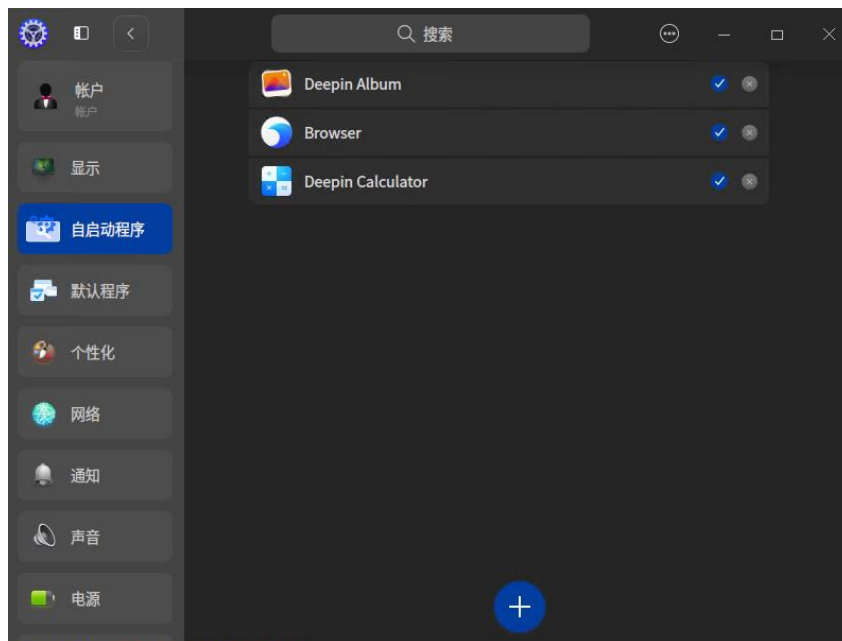 搜索
帐户
帐户
显示
自启动程序
默认程序
个性化
网络
通知
声音
电源
Deepin Album
Browser
Deepin Calculator